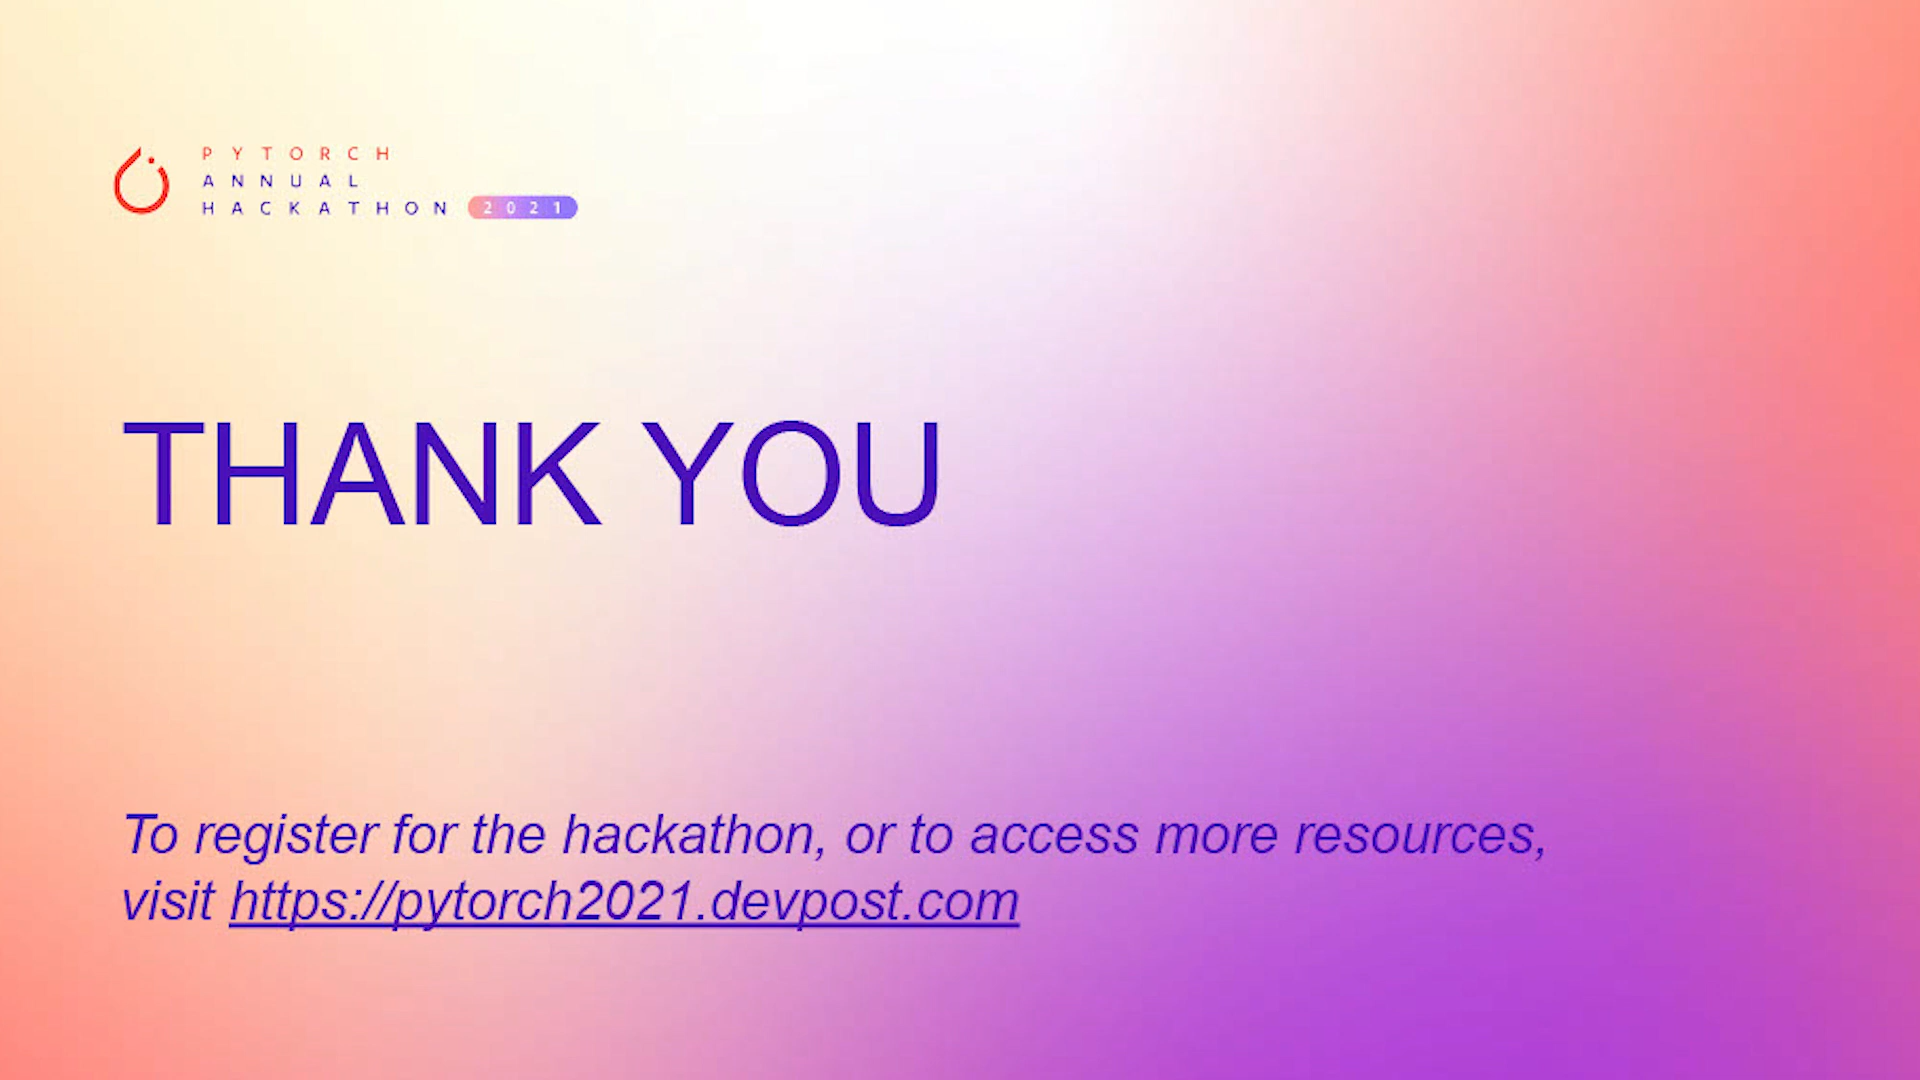 PYTORCH
ANNUAL
HACKATHON 2021
THANK YOU
To register for the hackathon, or to access more resources,
visit https://pytorch2021.devpost.com